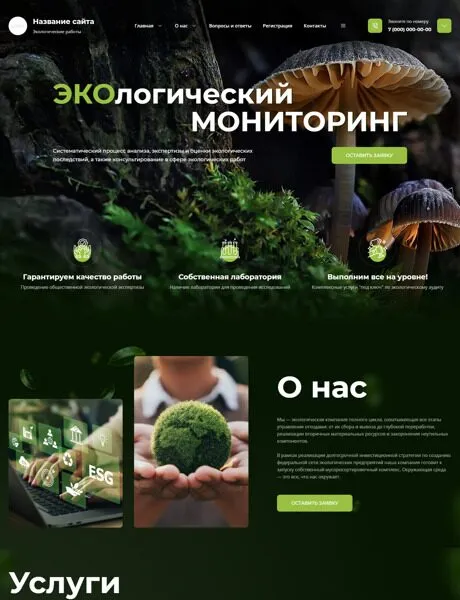 Название сайта
Экологические работы
Главная
О нас
Вопросы и ответы
Регистрация
Контакты
Звоните по номеру
7 (000) 000-00-00
ЭКОлогический
МОНИТОРИНГ
Систематический процесс анализа, экспертизы и оценки экологических
последствий, а также консультирование в сфере экологических работ
ОСТАВИТЬ ЗАЯВКУ
Гарантируем качество работы
Проведение общественной экологической экспертизы
Собственная лаборатория
Наличие лаборатории для проведения исследований
Выполним все на уровне!
Комплексные услуги "под ключ" по экологическому аудиту
ESG
О нас
Мы — экологическая компания полного цикла, охватывающая все этапы
управления отходами: от их сбора и вывоза до глубокой переработки,
реализации вторичных материальных ресурсов и захоронения неутильных
компонентов.
В рамках реализации долгосрочной инвестиционной стратегии по созданию
федеральной сети экологических предприятий наша компания готовит к
запуску собственный мусоросортировочный комплекс. Окружающая среда
— это все, что нас окружает.
ОСТАВИТЬ ЗАЯВКУ
Услуги